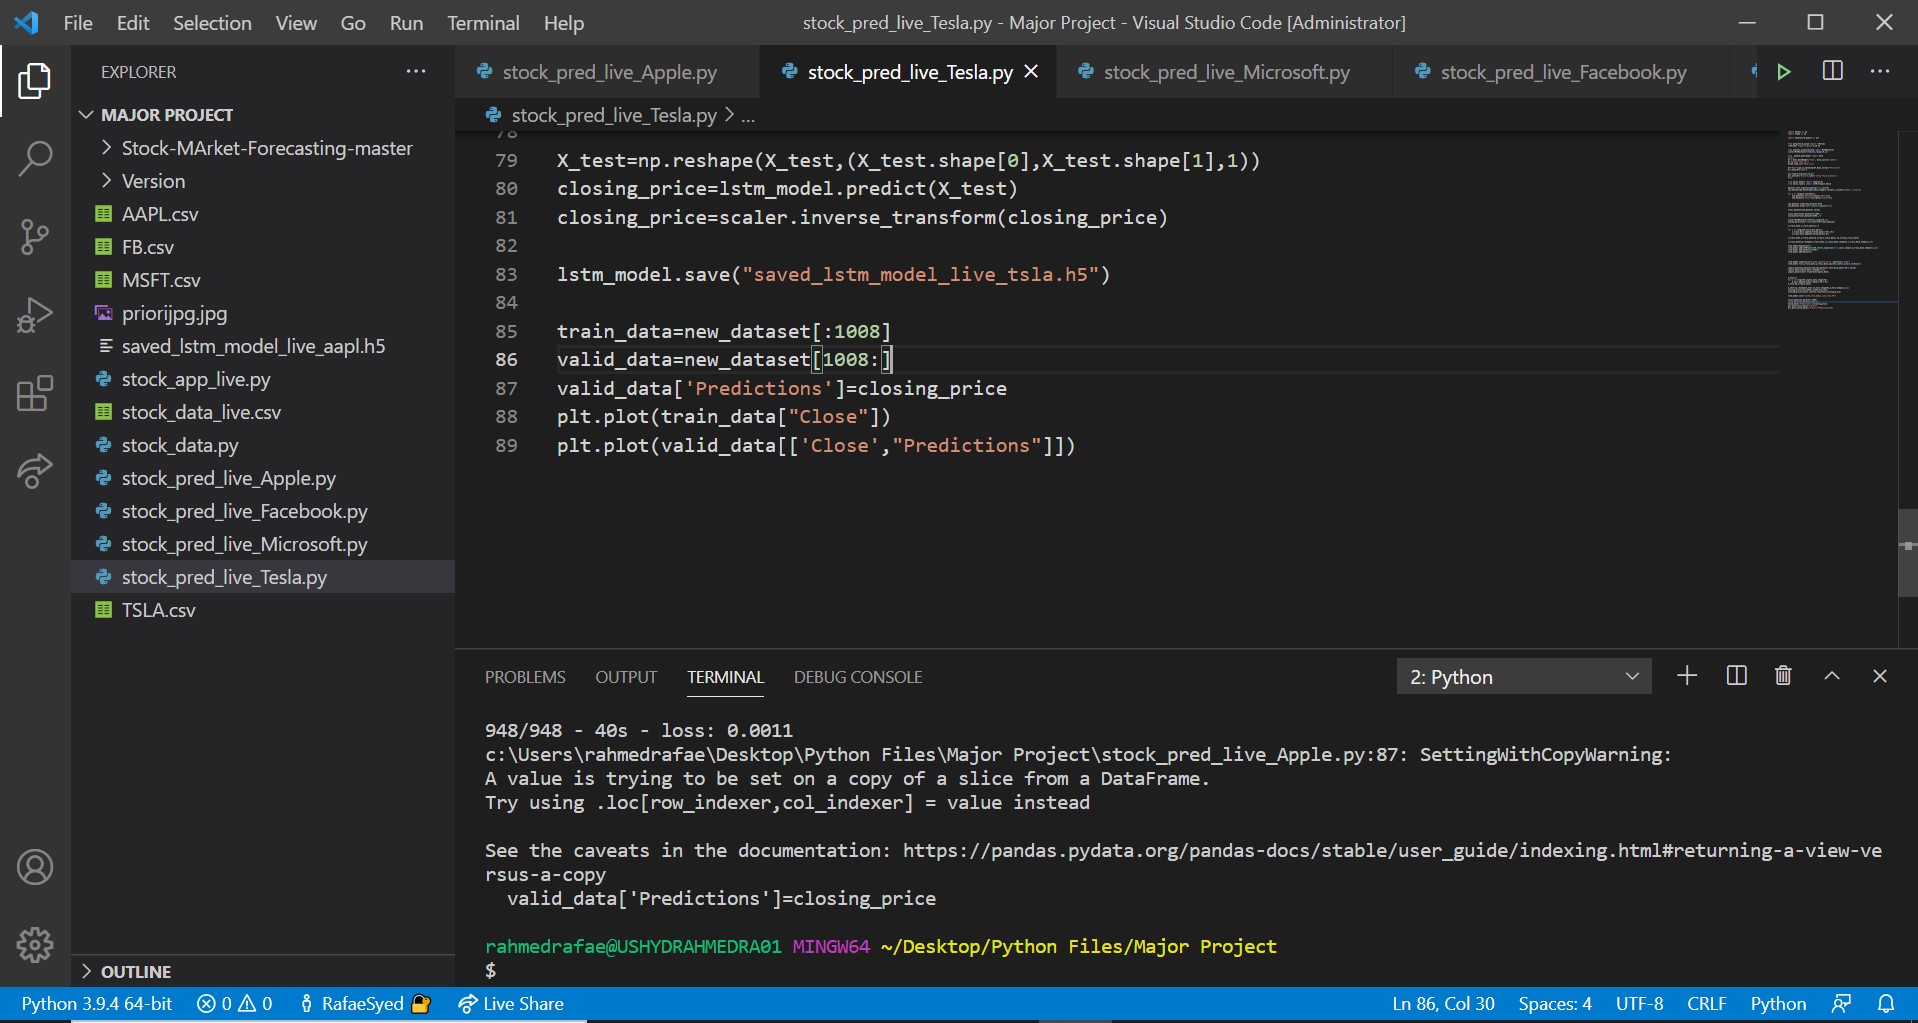 File Edit Selection View Go Run Terminal Help
stock_pred_live_Tesla.py - Major Project - Visual Studio Code [Administrator]
EXPLORER
MAJOR PROJECT
Stock-MArket-Forecasting-master
Version
AAPL.csv
FB.csv
MSFT.csv
priorijpg.jpg
saved_lstm_model_live_aapl.h5
stock_app_live.py
stock_data_live.csv
stock_data.py
stock_pred_live_Apple.py
stock_pred_live_Facebook.py
stock_pred_live_Microsoft.py
stock_pred_live_Tesla.py
TSLA.csv
OUTLINE
stock_pred_live_Apple.py stock_pred_live_Tesla.py stock_pred_live_Microsoft.py stock_pred_live_Facebook.py
stock_pred_live_Tesla.py > ...
78
79 X_test=np.reshape(X_test,(X_test.shape[0],X_test.shape[1],1))
80 closing_price=lstm_model.predict(X_test)
81 closing_price=scaler.inverse_transform(closing_price)
82
83 lstm_model.save("saved_lstm_model_live_tsla.h5")
84
85 train_data=new_dataset[:1008]
86 valid_data=new_dataset[1008:]
87 valid_data['Predictions']=closing_price
88 plt.plot(train_data["Close"])
89 plt.plot(valid_data[['Close',"Predictions"]])
PROBLEMS OUTPUT TERMINAL DEBUG CONSOLE
2: Python
948/948 - 40s - loss: 0.0011
c:\Users\rahmedrafae\Desktop\Python Files\Major Project\stock_pred_live_Apple.py:87: SettingWithCopyWarning:
A value is trying to be set on a copy of a slice from a DataFrame.
Try using .loc[row_indexer,col_indexer] = value instead
See the caveats in the documentation: https://pandas.pydata.org/pandas-docs/stable/user_guide/indexing.html#returning-a-view-ve
rsus-a-copy
valid_data['Predictions']=closing_price
rahmedrafae@USHYDRAHMEDRA01 MINGW64 ~/Desktop/Python Files/Major Project
$
Python 3.9.4 64-bit 0 0 RafaeSyed Live Share Ln 86, Col 30 Spaces: 4 UTF-8 CRLF Python